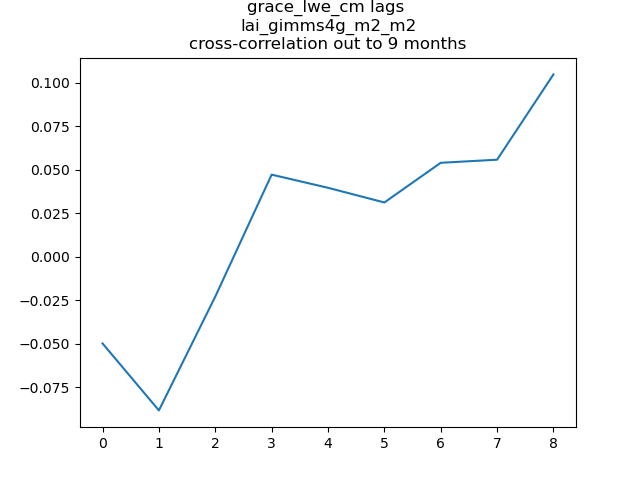 grace_lwe_cm lags
lai_gimms4g_m2_m2
cross-correlation out to 9 months
0.100
0.075
0.050
0.025
0.000
−0.025
−0.050
−0.075
0 1 2 3 4 5 6 7 8